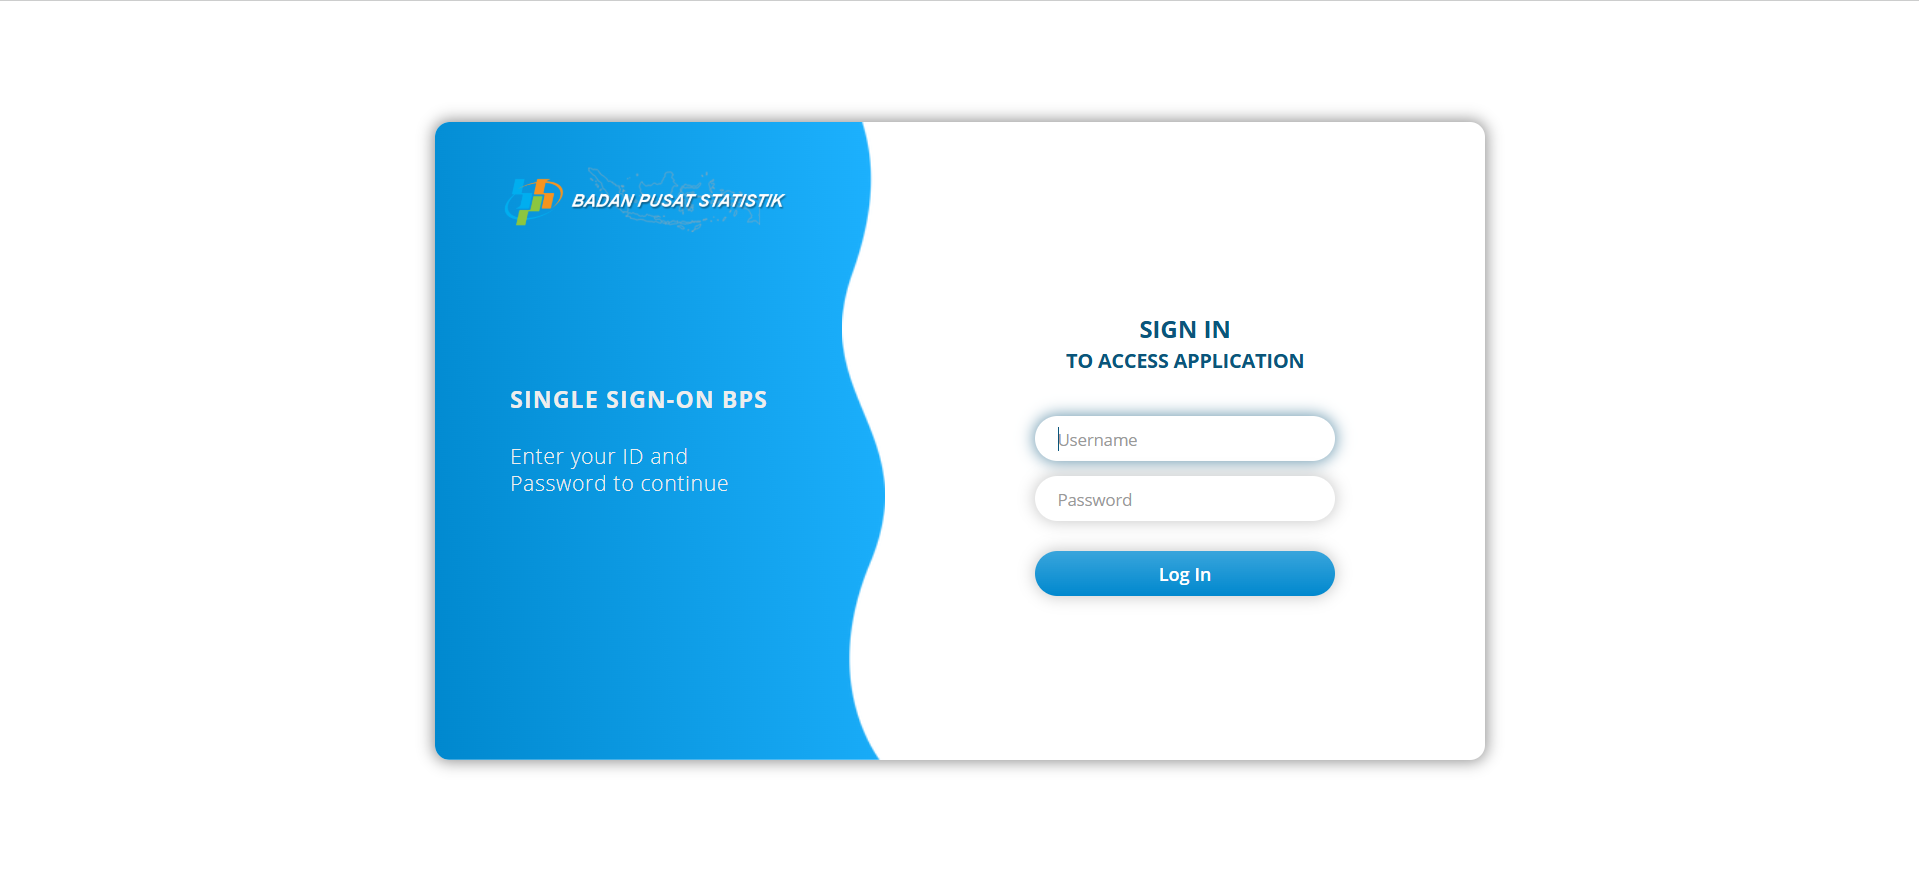 BADAN PUSAT STATISTIK
SINGLE SIGN-ON BPS
Enter your ID and
Password to continue
SIGN IN
TO ACCESS APPLICATION
Username
Password
Log In